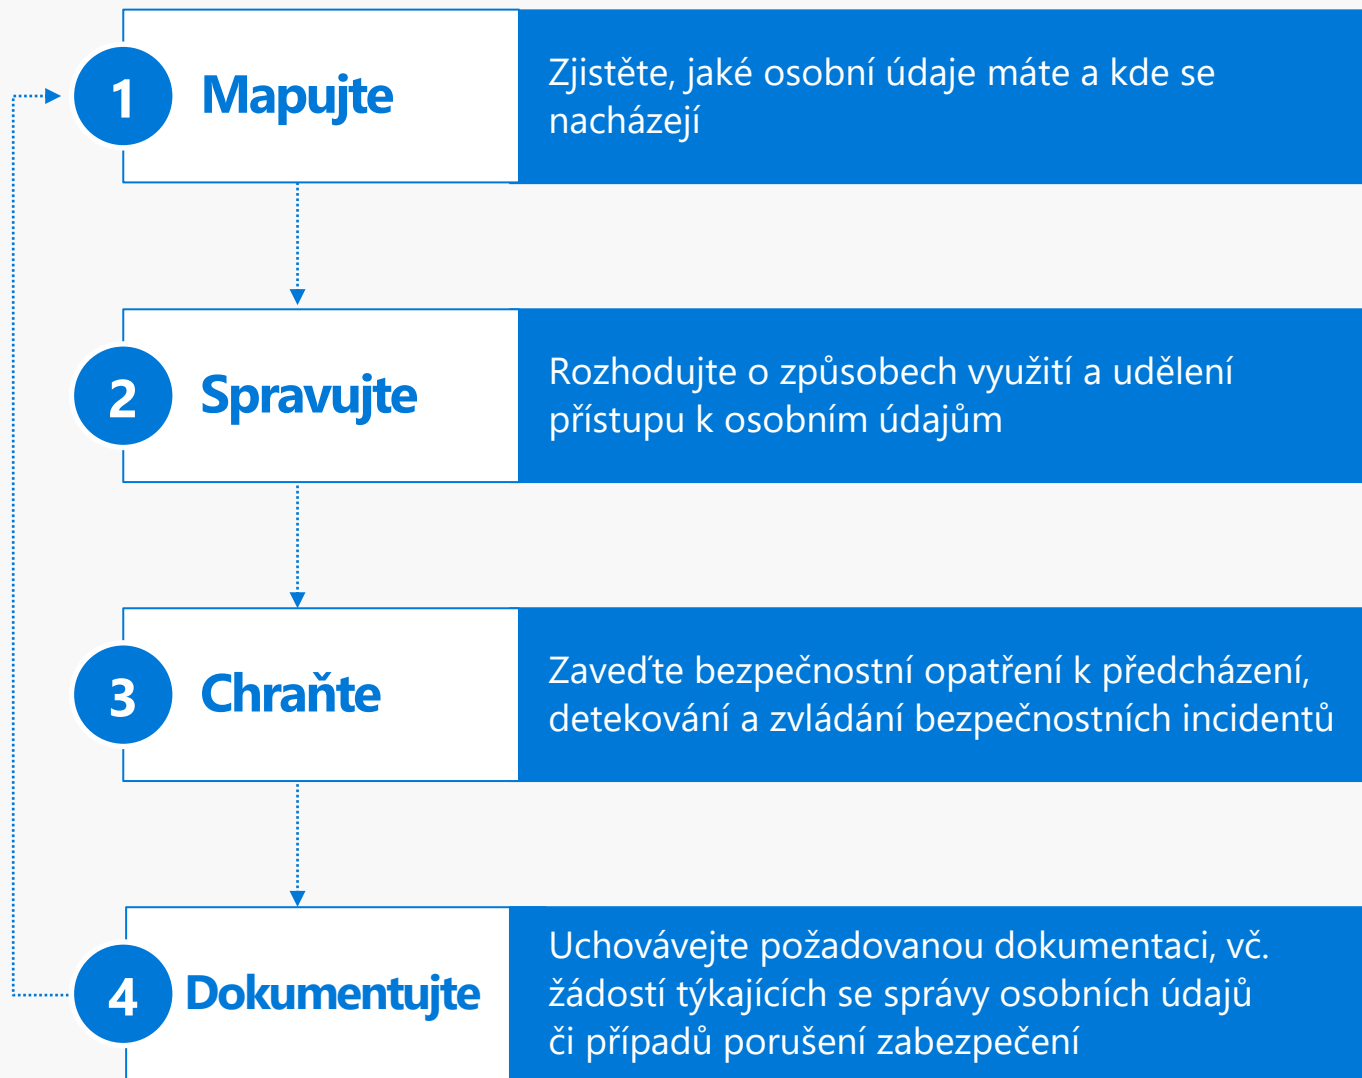 1
Mapujte
Zjistěte, jaké osobní údaje máte a kde se
nacházejí
2
Spravujte
Rozhodujte o způsobech využití a udělení
přístupu k osobním údajům
3
Chraňte
Zaveďte bezpečnostní opatření k předcházení,
detekování a zvládání bezpečnostních incidentů
4
Dokumentujte
Uchovávejte požadovanou dokumentaci, vč.
žádostí týkajících se správy osobních údajů
či případů porušení zabezpečení